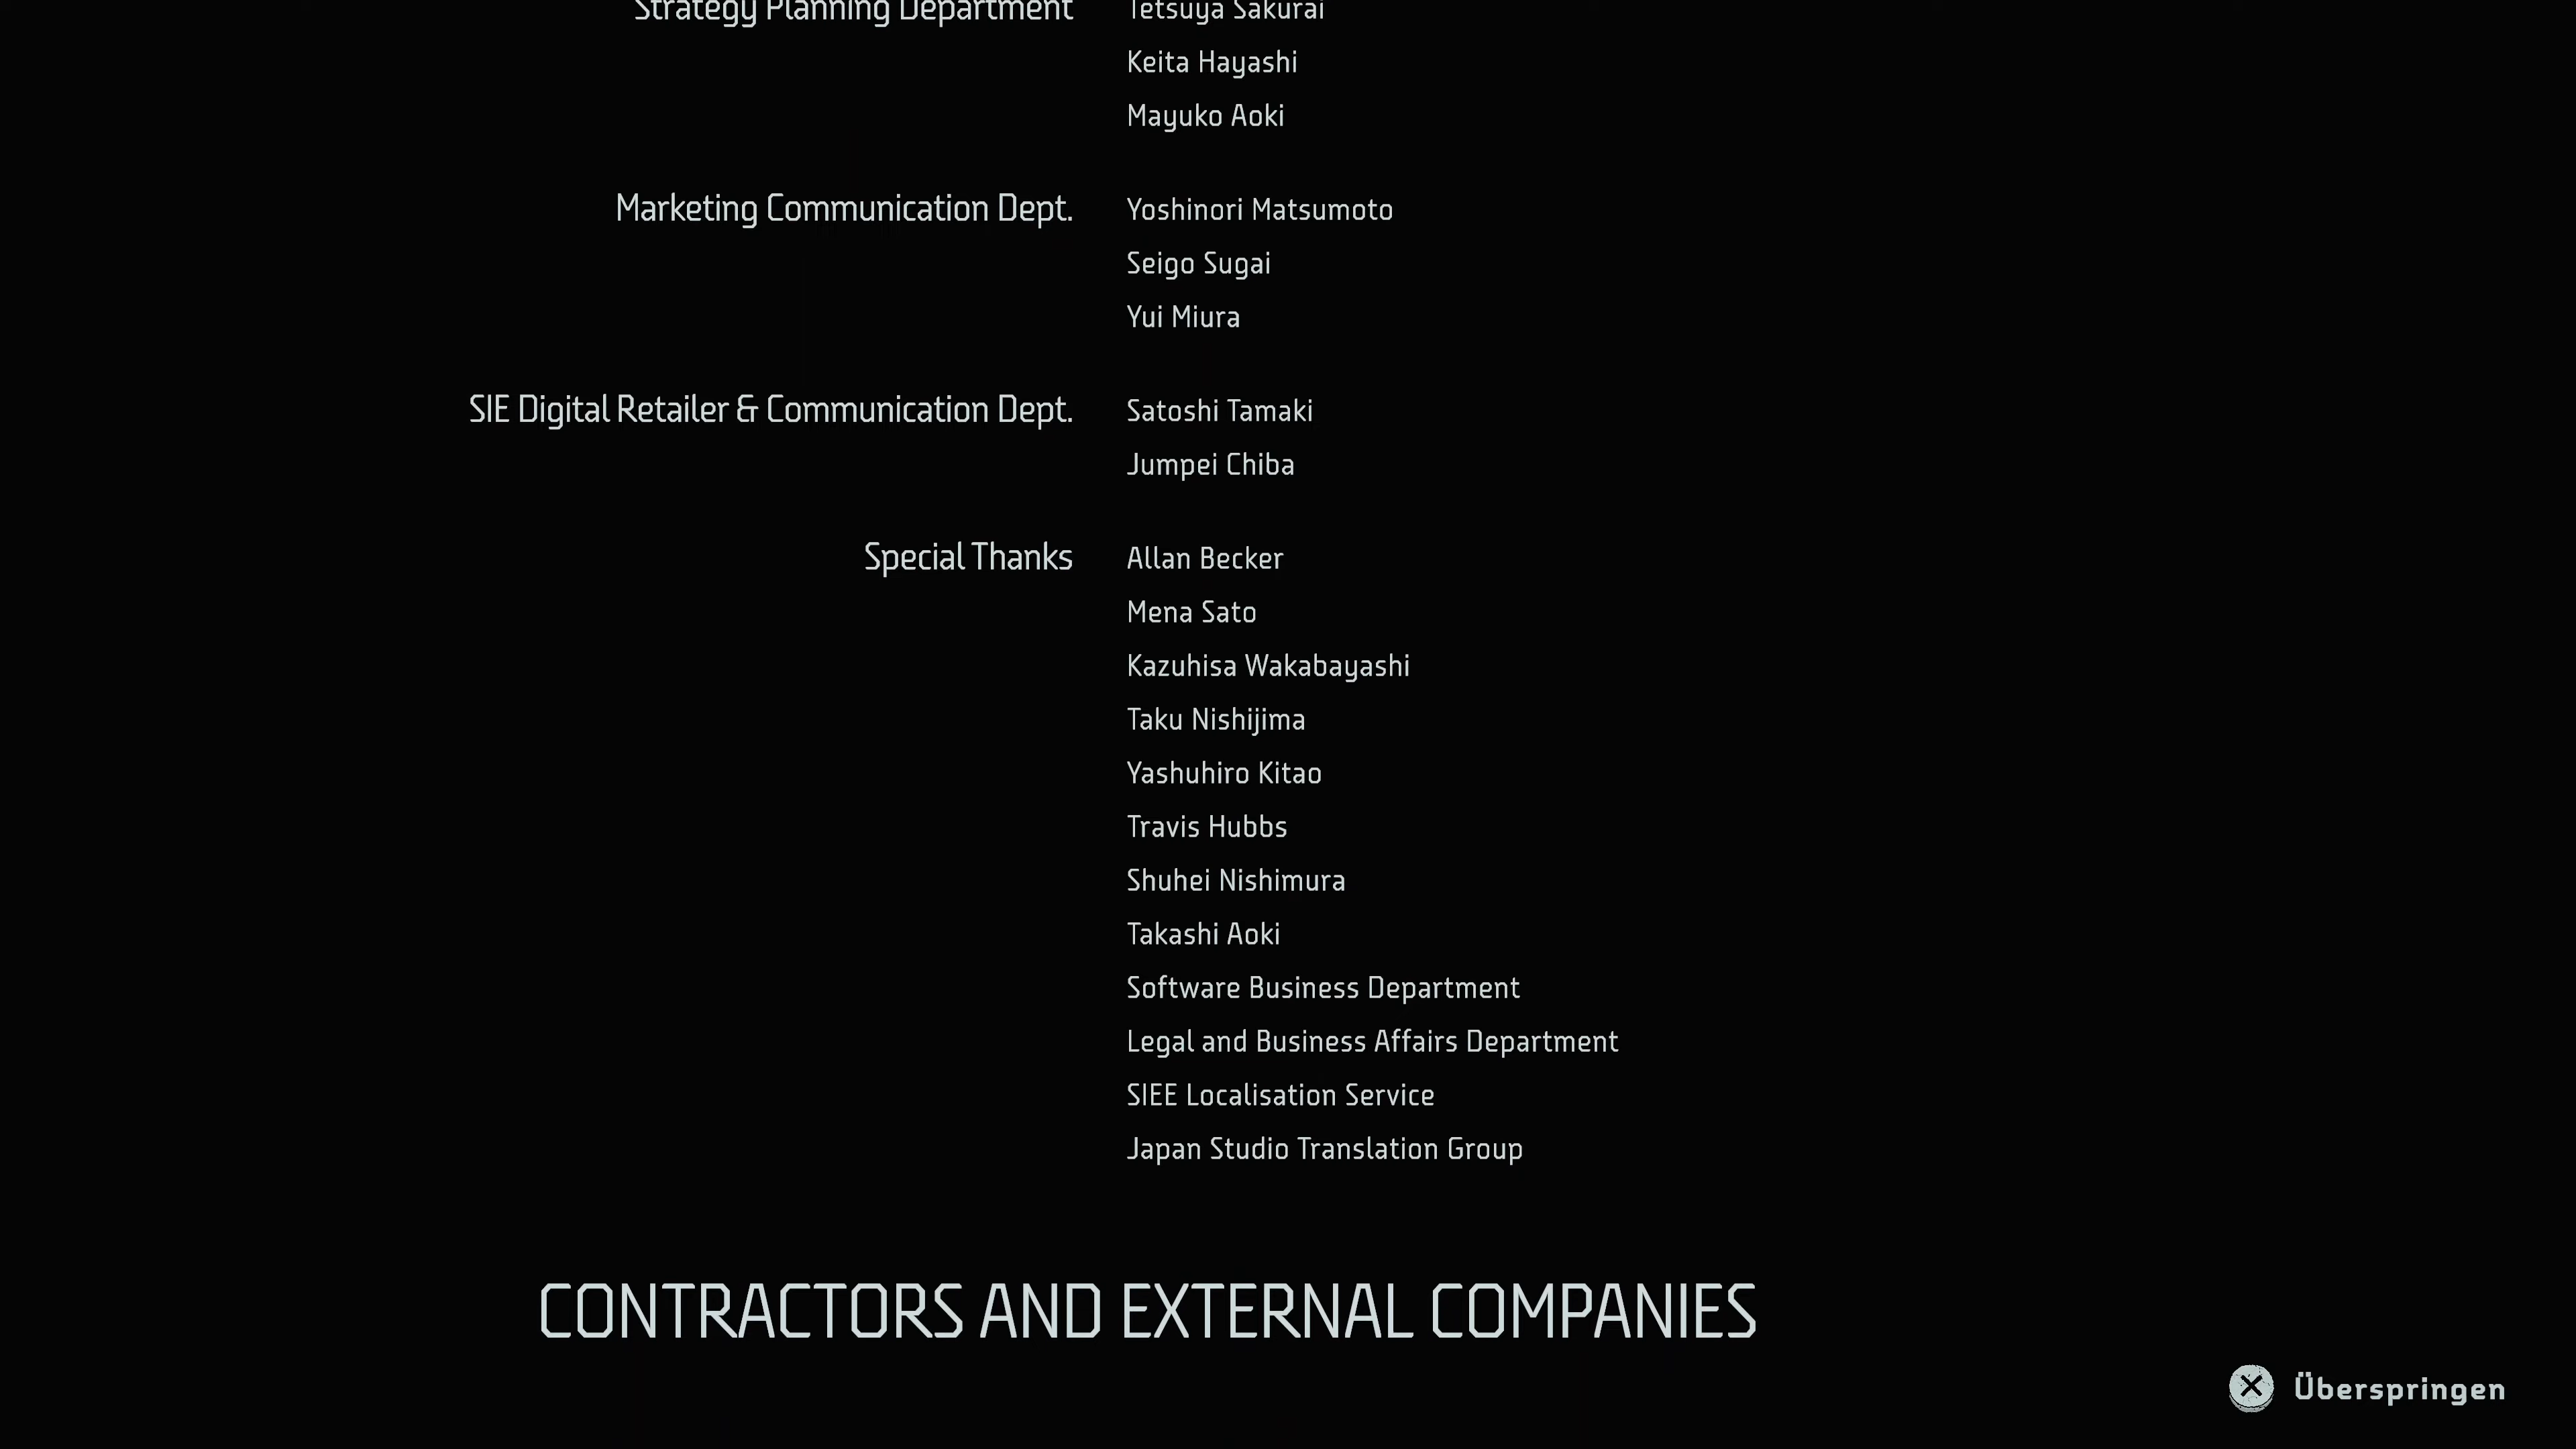 Strategy Planning Department Tetsuya Sakurai
Keita Hayashi
Mayuko Aoki
Marketing Communication Dept. Yoshinori Matsumoto
Seigo Sugai
Yui Miura
SIE Digital Retailer & Communication Dept. Satoshi Tamaki
Jumpei Chiba
Special Thanks Allan Becker
Mena Sato
Kazuhisa Wakabayashi
Taku Nishijima
Yashuhiro Kitao
Travis Hubbs
Shuhei Nishimura
Takashi Aoki
Software Business Department
Legal and Business Affairs Department
SIEE Localisation Service
Japan Studio Translation Group
CONTRACTORS AND EXTERNAL COMPANIES
Überspringen